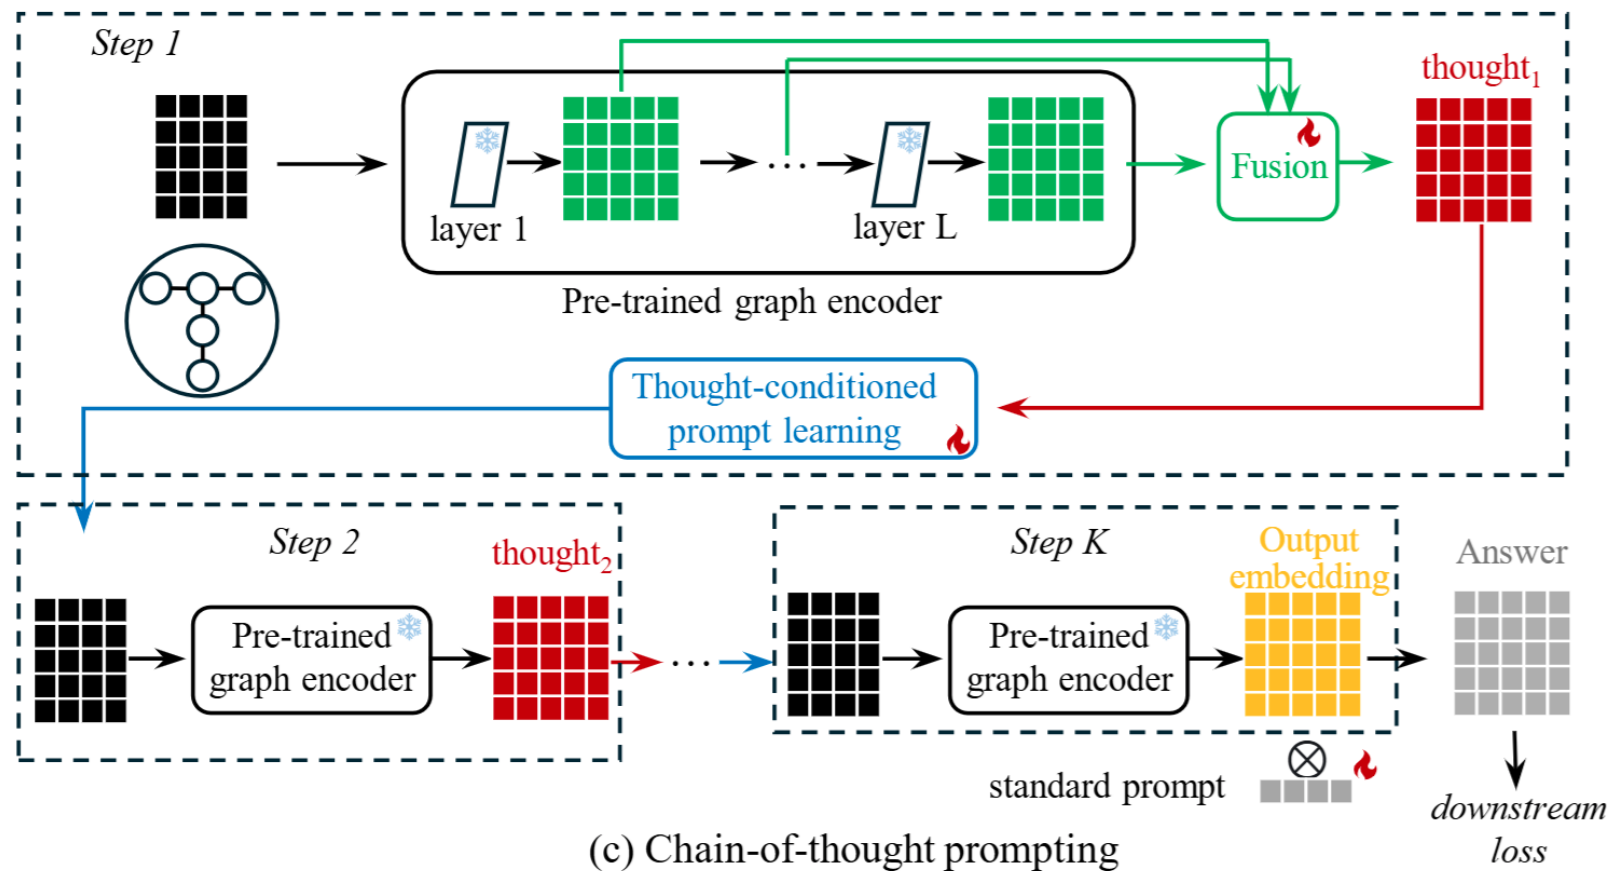 Step 1
thought₁
Fusion
layer 1
...
layer L
Pre-trained graph encoder
Thought-conditioned
prompt learning
Step 2
thought₂
Pre-trained
graph encoder
...
Step K
Output
embedding
Pre-trained
graph encoder
Answer
standard prompt
downstream
loss
(c) Chain-of-thought prompting